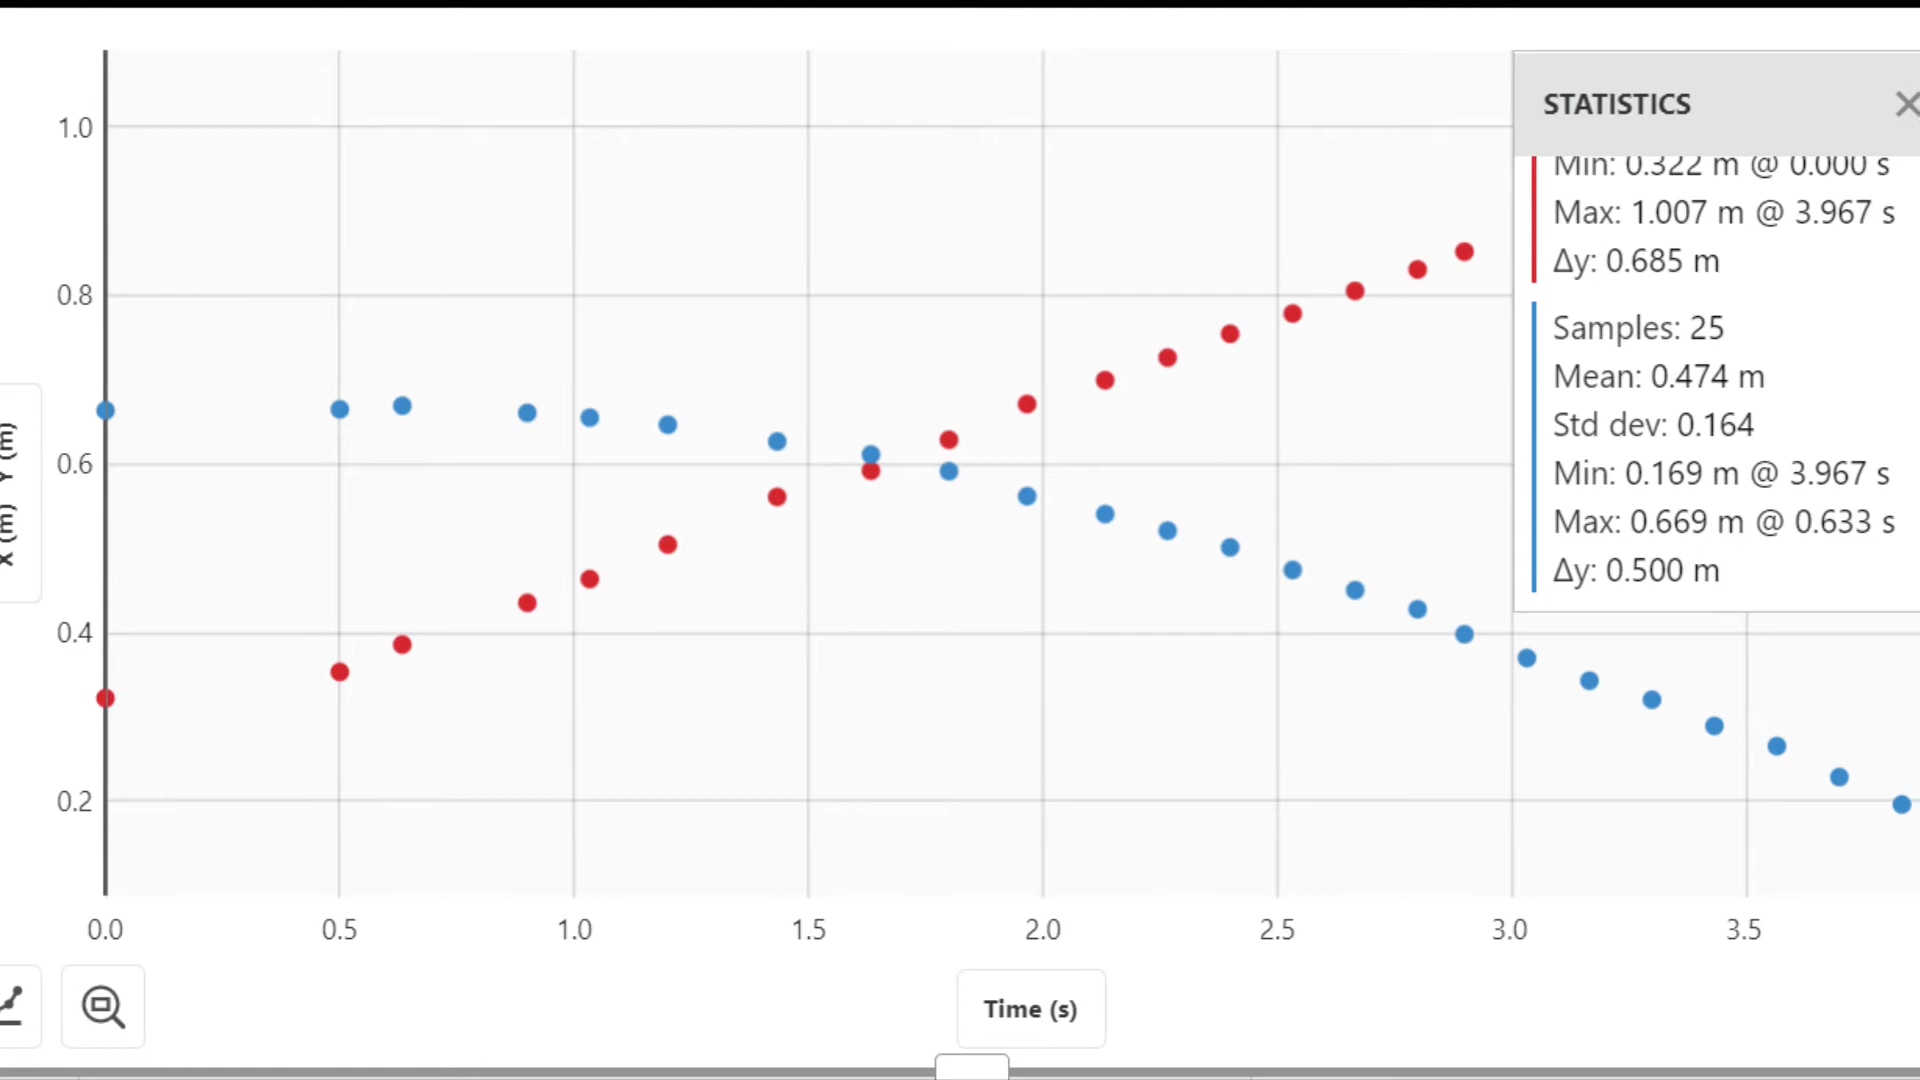 STATISTICS
Min: 0.322 m @ 0.000 s
Max: 1.007 m @ 3.967 s
Δy: 0.685 m
Samples: 25
Mean: 0.474 m
Std dev: 0.164
Min: 0.169 m @ 3.967 s
Max: 0.669 m @ 0.633 s
Δy: 0.500 m
1.0
0.8
0.6
0.4
0.2
X (m) Y (m)
0.0 0.5 1.0 1.5 2.0 2.5 3.0 3.5
Time (s)